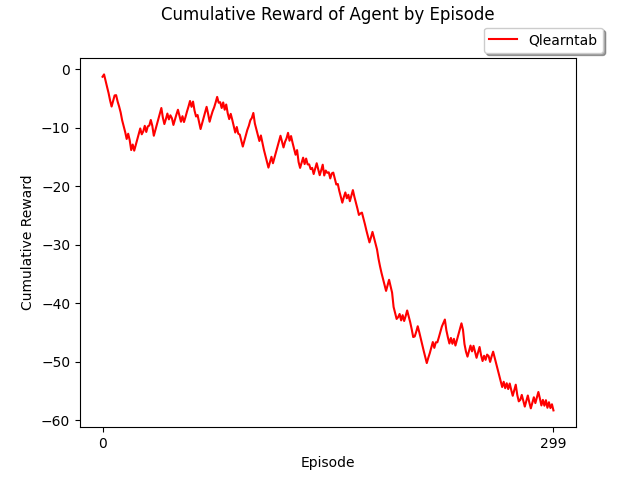 Cumulative Reward of Agent by Episode
Qlearntab
0
−10
−20
−30
−40
−50
−60
Cumulative Reward
0
299
Episode